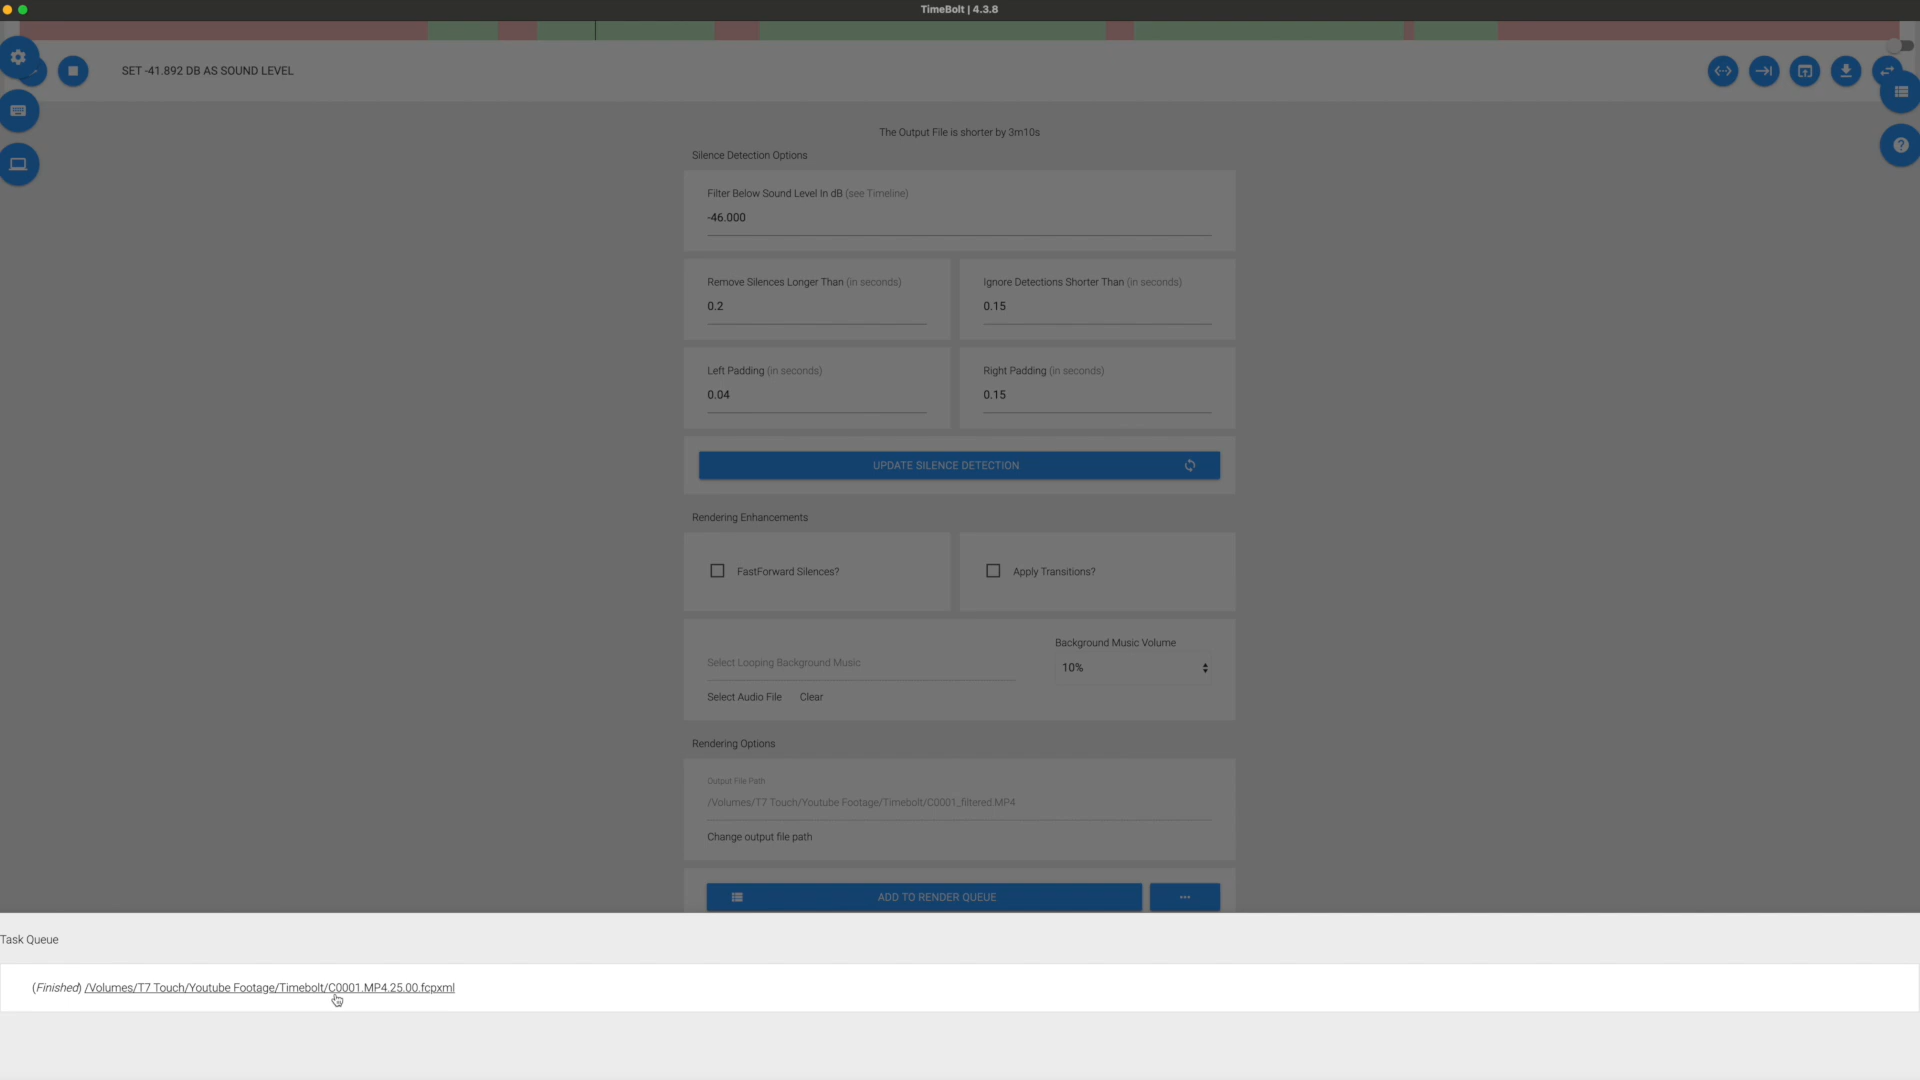 TimeBolt | 4.3.8
SET -41.892 DB AS SOUND LEVEL
The Output File is shorter by 3m10s
Silence Detection Options
Filter Below Sound Level In dB (see Timeline)
-46.000
Remove Silences Longer Than (in seconds)
0.2
Ignore Detections Shorter Than (in seconds)
0.15
Left Padding (in seconds)
0.04
Right Padding (in seconds)
0.15
UPDATE SILENCE DETECTION
Rendering Enhancements
FastForward Silences?
Apply Transitions?
Select Looping Background Music
Background Music Volume
10%
Select Audio File Clear
Rendering Options
Output File Path
/Volumes/T7 Touch/Youtube Footage/Timebolt/C0001_filtered.MP4
Change output file path
ADD TO RENDER QUEUE
Task Queue
(Finished) /Volumes/T7 Touch/Youtube Footage/Timebolt/C0001.MP4.25.00.fcpxml